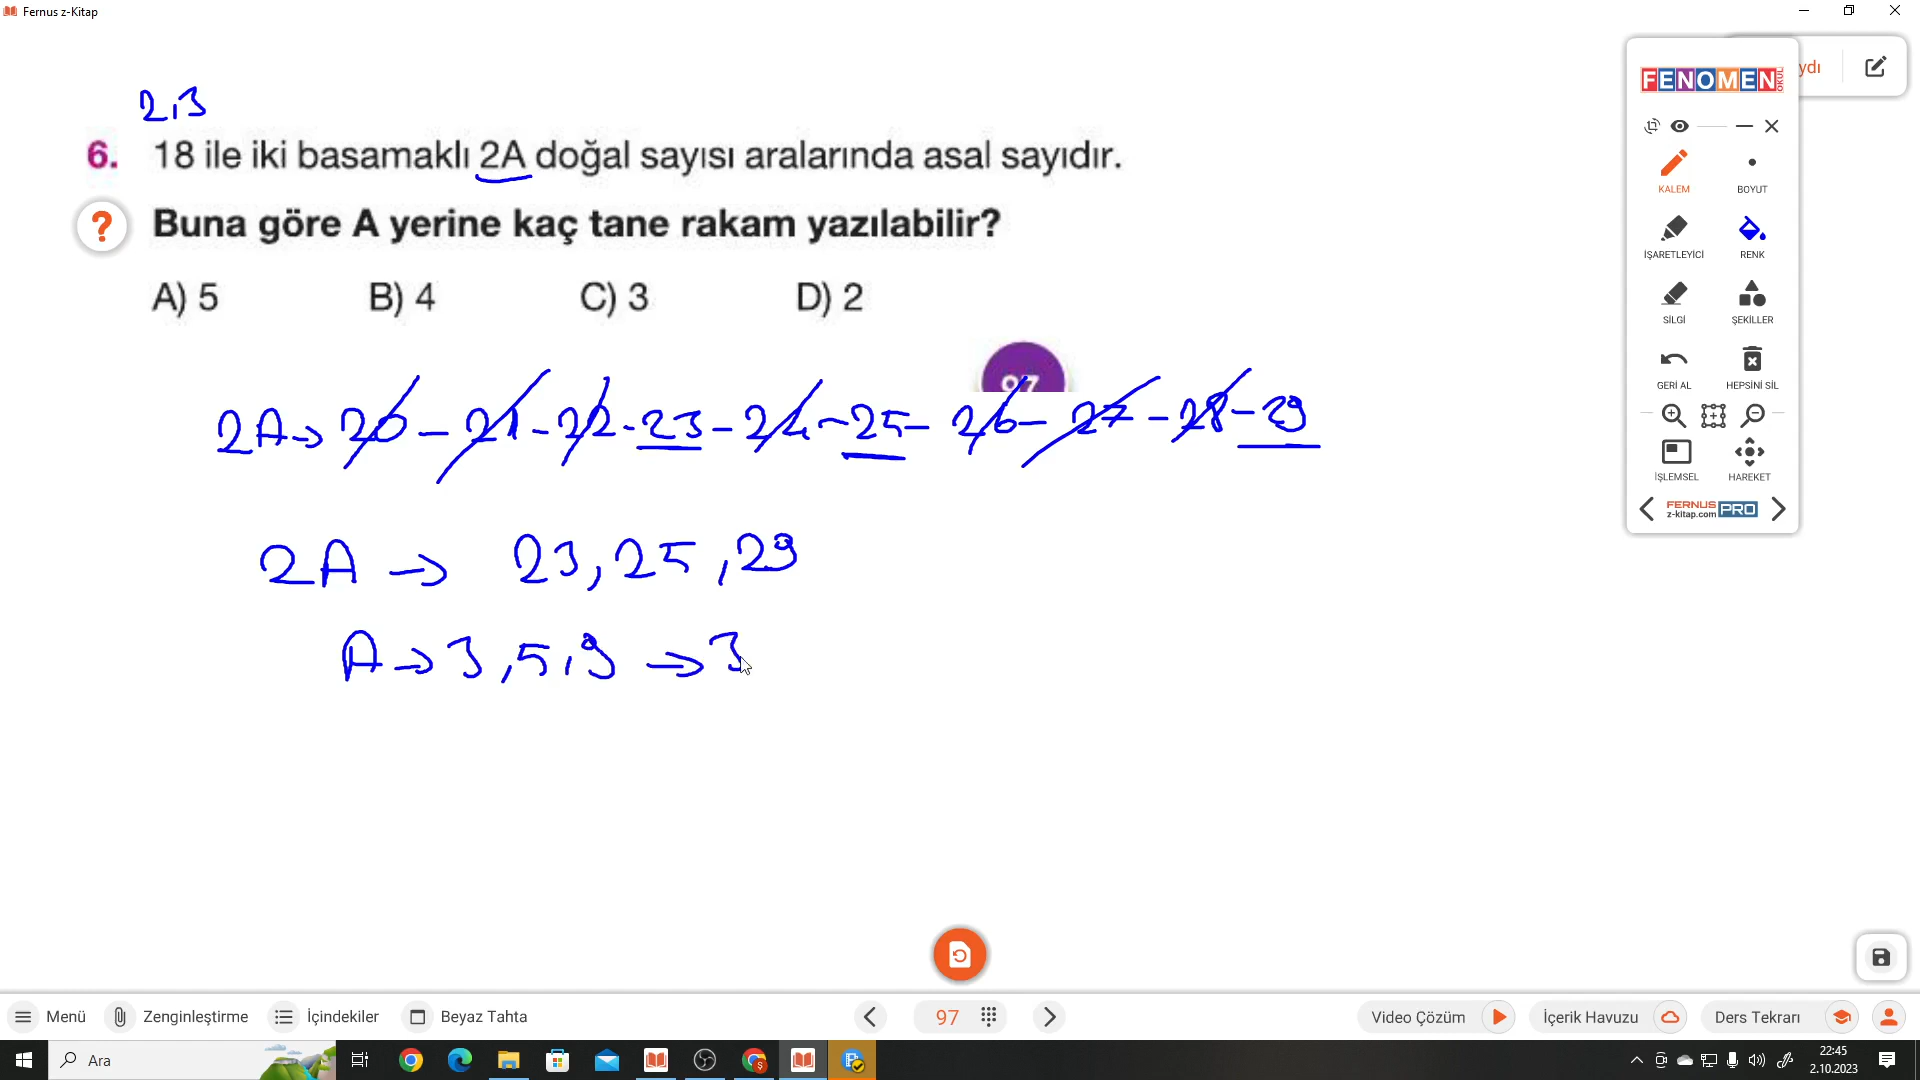 Fernus z-Kitap
2,3
6. 18 ile iki basamaklı 2A doğal sayısı aralarında asal sayıdır.
? Buna göre A yerine kaç tane rakam yazılabilir?
A) 5 B) 4 C) 3 D) 2
97
2A → 20 - 21 - 22 - 23 - 24 - 25 - 26 - 27 - 28 - 29
2A → 23, 25, 29
A → 3, 5, 9 → 3
ydı
FENOMEN OKUL
KALEM BOYUT
İŞARETLEYİCİ RENK
SİLGİ ŞEKİLLER
GERİ AL HEPSİNİ SİL
İŞLEMSEL HAREKET
FERNUS z-kitap.com PRO
Menü Zenginleştirme İçindekiler Beyaz Tahta 97 Video Çözüm İçerik Havuzu Ders Tekrarı
Ara 22:45
2.10.2023